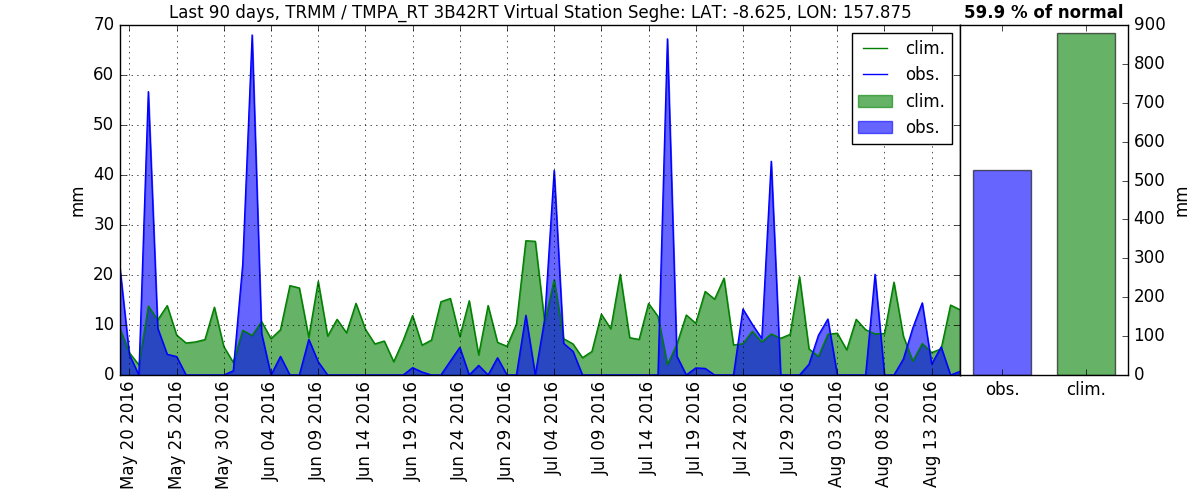 Last 90 days, TRMM / TMPA_RT 3B42RT Virtual Station Seghe: LAT: -8.625, LON: 157.875
59.9 % of normal
mm
70
60
50
40
30
20
10
0
clim.
obs.
clim.
obs.
May 20 2016
May 25 2016
May 30 2016
Jun 04 2016
Jun 09 2016
Jun 14 2016
Jun 19 2016
Jun 24 2016
Jun 29 2016
Jul 04 2016
Jul 09 2016
Jul 14 2016
Jul 19 2016
Jul 24 2016
Jul 29 2016
Aug 03 2016
Aug 08 2016
Aug 13 2016
900
800
700
600
500
400
300
200
100
0
mm
obs.
clim.